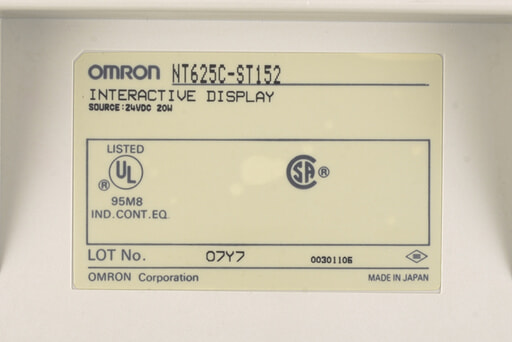 OMRON NT625C-ST152
INTERACTIVE DISPLAY
SOURCE:24VDC 20W
LISTED
UL ®
95M8
IND.CONT.EQ.
SA ®
LOT No. 07Y7 00301105
OMRON Corporation MADE IN JAPAN